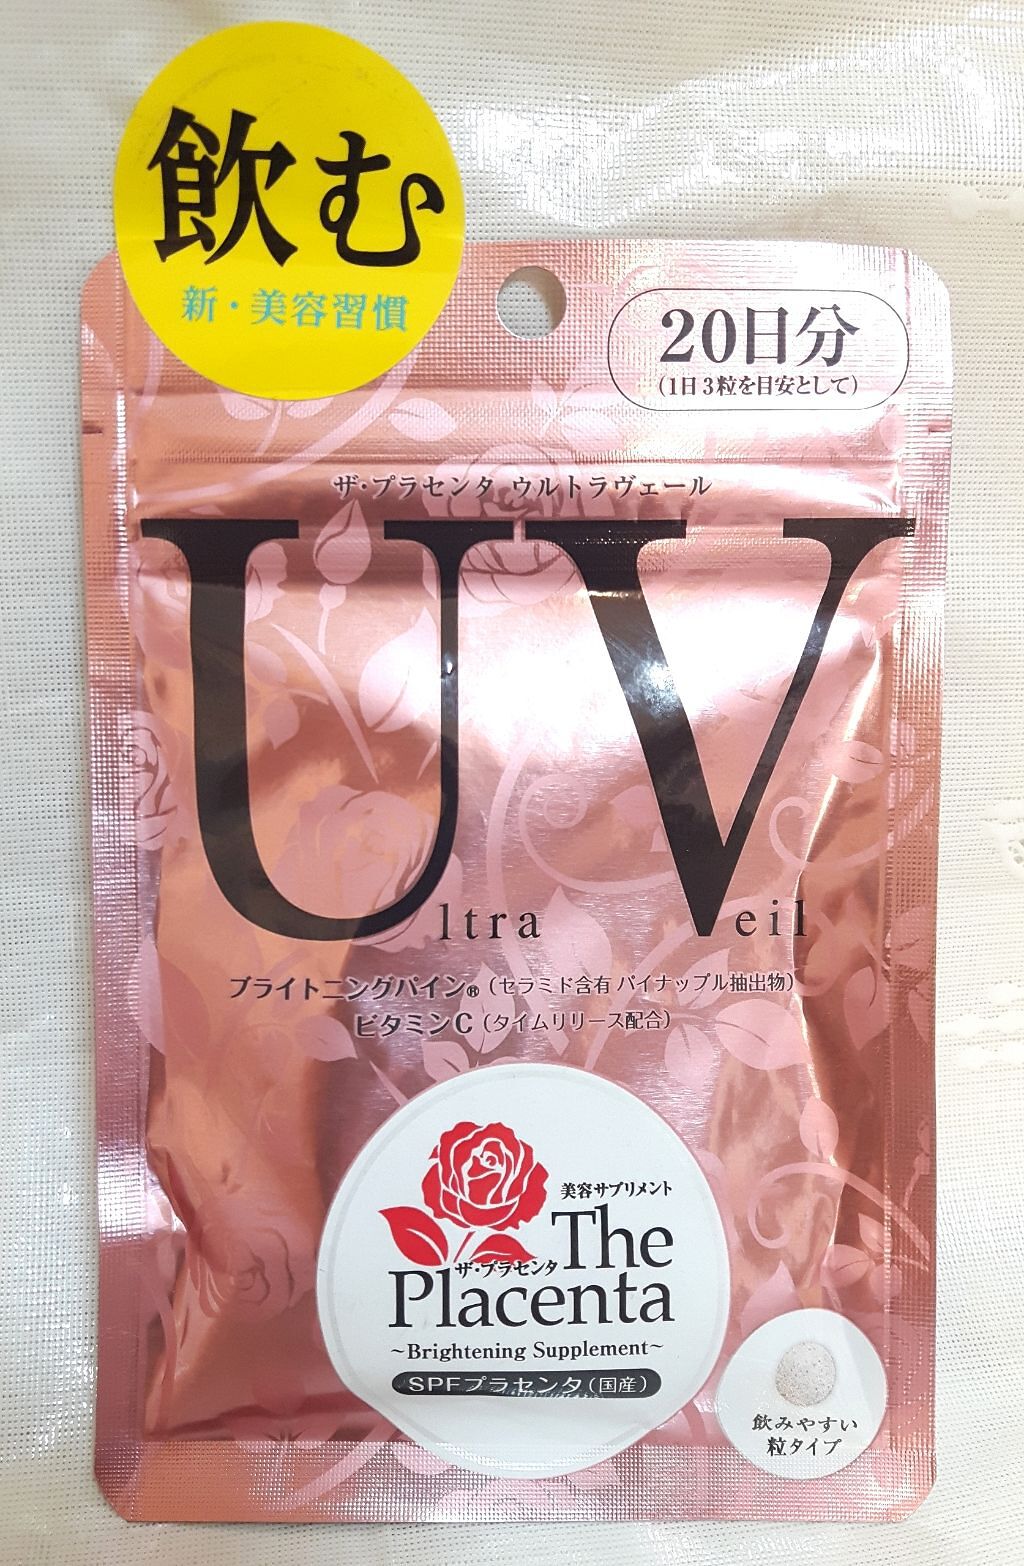 飲む
新・美容習慣
20日分
(1日3粒を目安として)
ザ・プラセンタ ウルトラヴェール
Ultra Veil
ブライトニングパイン®(セラミド含有 パイナップル抽出物)
ビタミンC(タイムリリース配合)
美容サプリメント
The
ザ・プラセンタ
Placenta
~Brightening Supplement~
SPFプラセンタ(国産)
飲みやすい
粒タイプ